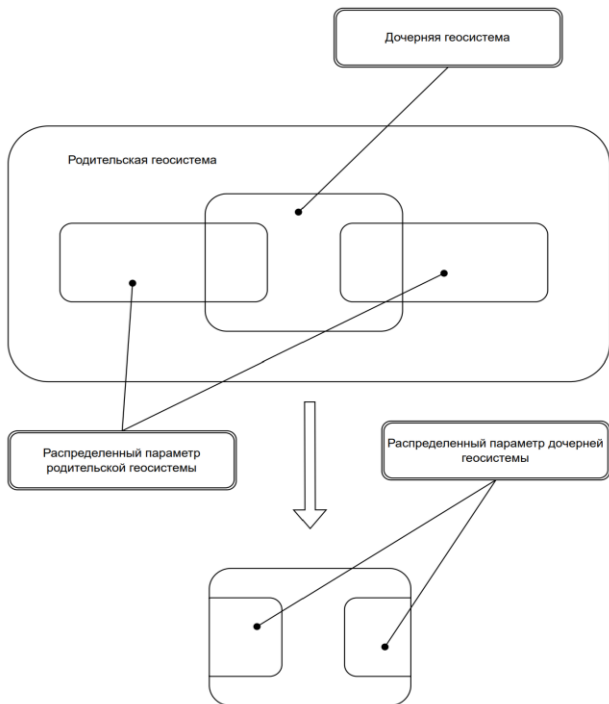 Дочерняя геосистема
Родительская геосистема
Распределенный параметр
родительской геосистемы
Распределенный параметр дочерней
геосистемы